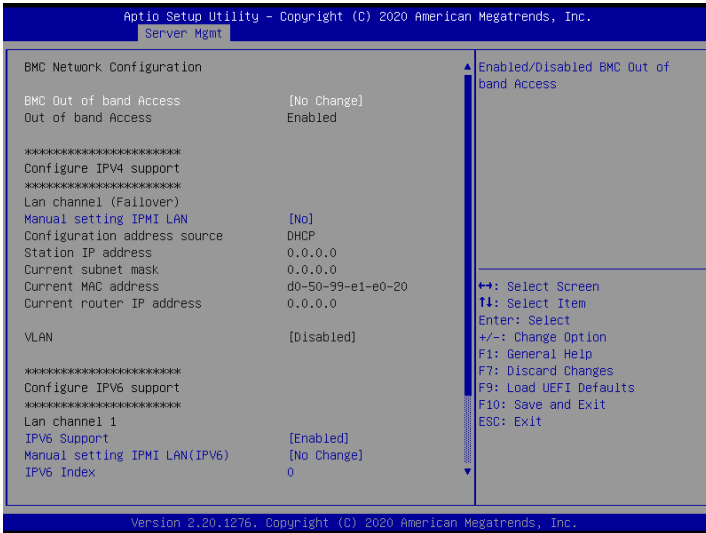 Aptio Setup Utility – Copyright (C) 2020 American Megatrends, Inc.
Server Mgmt
BMC Network Configuration
BMC Out of band Access [No Change]
Out of band Access Enabled
************************
Configure IPV4 support
************************
Lan channel (Failover)
Manual setting IPMI LAN [No]
Configuration address source DHCP
Station IP address 0.0.0.0
Current subnet mask 0.0.0.0
Current MAC address d0-50-99-e1-e0-20
Current router IP address 0.0.0.0
VLAN [Disabled]
************************
Configure IPV6 support
************************
Lan channel 1
IPV6 Support [Enabled]
Manual setting IPMI LAN(IPV6) [No Change]
IPV6 Index 0
Enabled/Disabled BMC Out of
band Access
↔: Select Screen
↑↓: Select Item
Enter: Select
+/-: Change Option
F1: General Help
F7: Discard Changes
F9: Load UEFI Defaults
F10: Save and Exit
ESC: Exit
Version 2.20.1276. Copyright (C) 2020 American Megatrends, Inc.